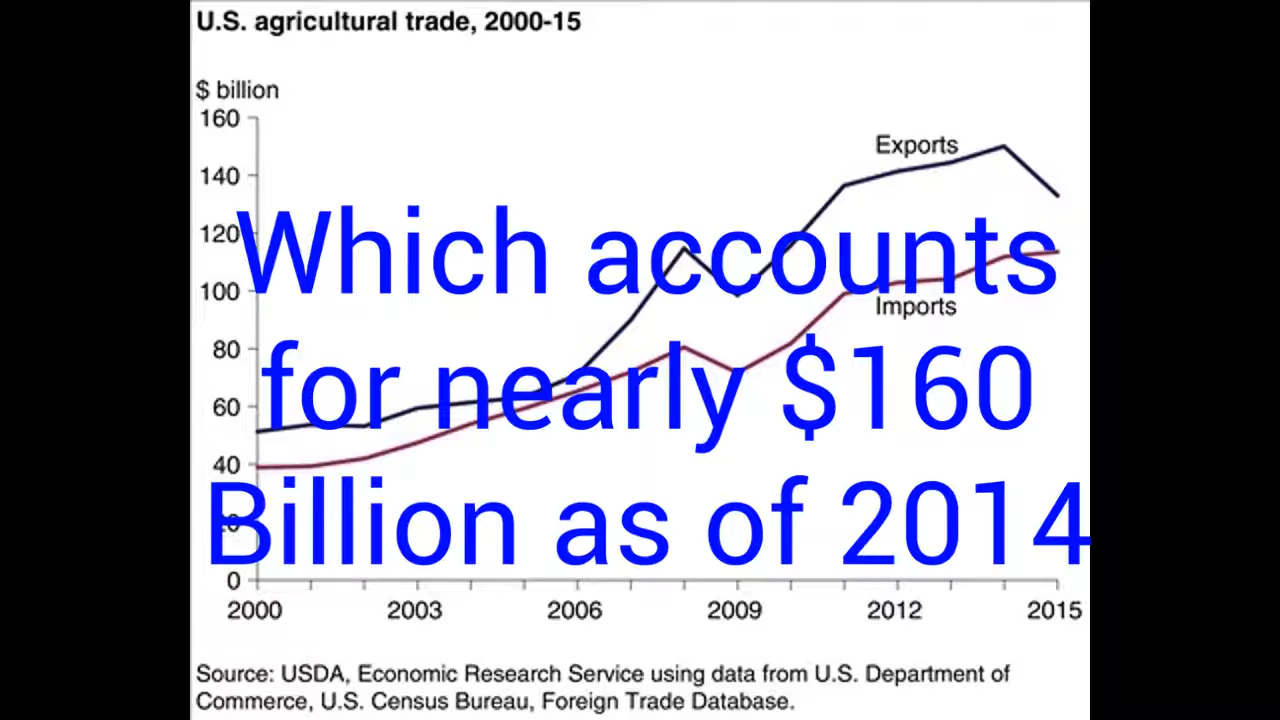 U.S. agricultural trade, 2000-15
$ billion
160
Exports
140
120
Which accounts
100
Imports
80
for nearly $160
60
40
Billion as of 2014
20
0
2000 2003 2006 2009 2012 2015
Source: USDA, Economic Research Service using data from U.S. Department of
Commerce, U.S. Census Bureau, Foreign Trade Database.